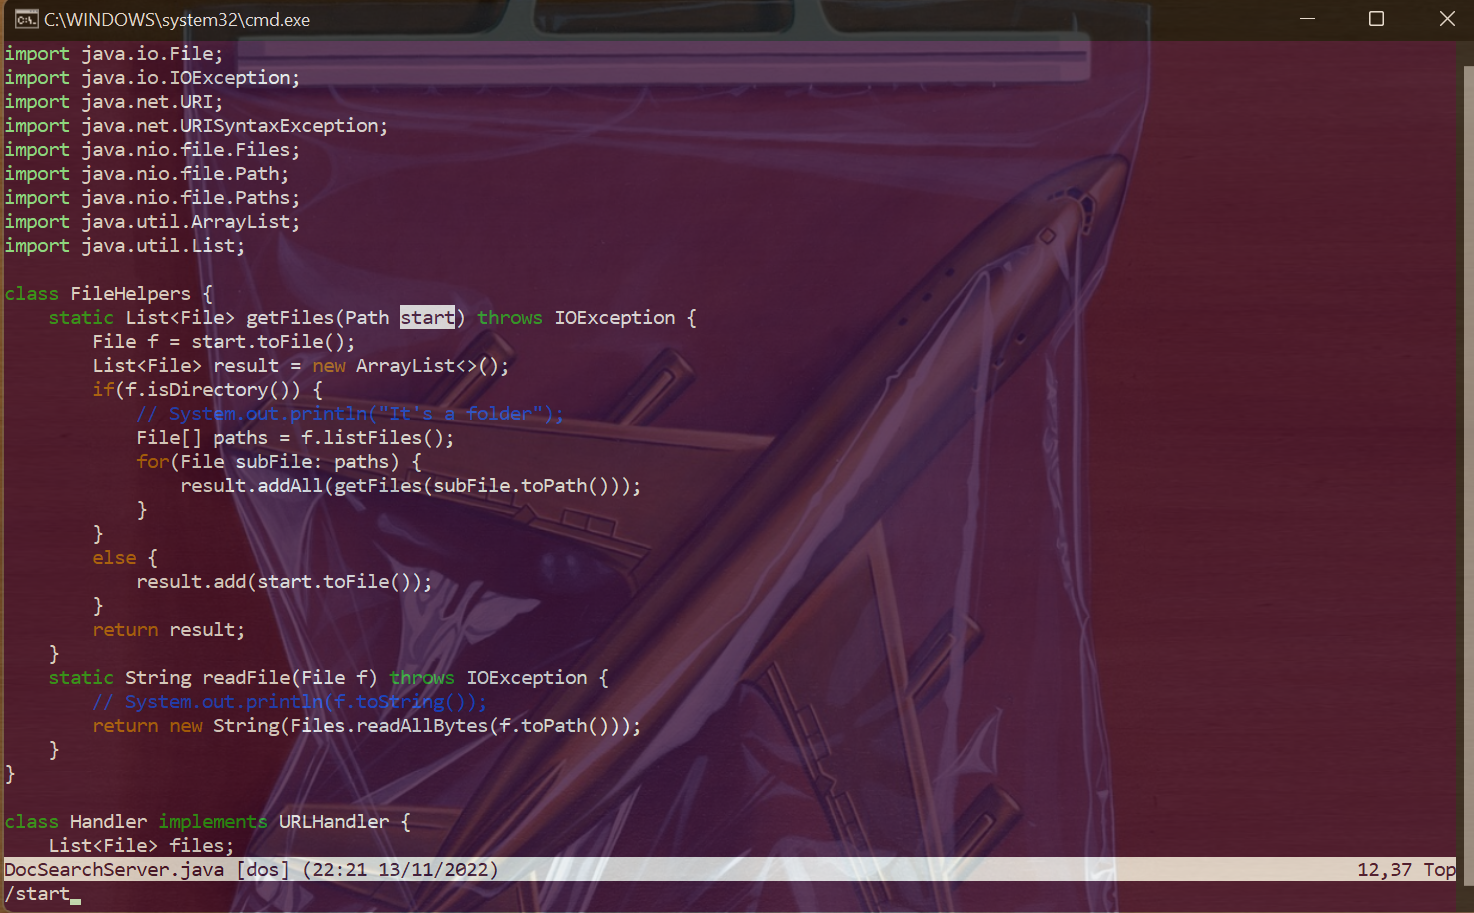 C:\WINDOWS\system32\cmd.exe
import java.io.File;
import java.io.IOException;
import java.net.URI;
import java.net.URISyntaxException;
import java.nio.file.Files;
import java.nio.file.Path;
import java.nio.file.Paths;
import java.util.ArrayList;
import java.util.List;

class FileHelpers {
    static List<File> getFiles(Path start) throws IOException {
        File f = start.toFile();
        List<File> result = new ArrayList<>();
        if(f.isDirectory()) {
            // System.out.println("It's a folder");
            File[] paths = f.listFiles();
            for(File subFile: paths) {
                result.addAll(getFiles(subFile.toPath()));
            }
        }
        else {
            result.add(start.toFile());
        }
        return result;
    }
    static String readFile(File f) throws IOException {
        // System.out.println(f.toString());
        return new String(Files.readAllBytes(f.toPath()));
    }
}

class Handler implements URLHandler {
    List<File> files;
DocSearchServer.java [dos] (22:21 13/11/2022) 12,37 Top
/start